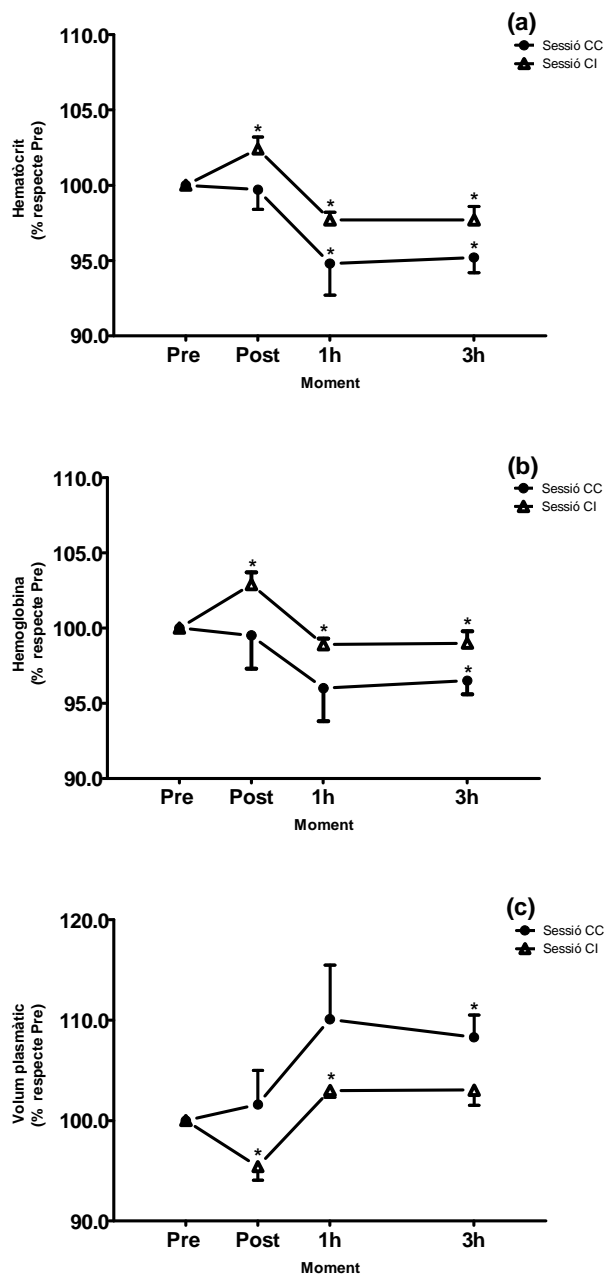 (a)
Sessió CC
Sessió CI
110.0
105.0
100.0
95.0
90.0
Hematòcrit
(% respecte Pre)
*
*
*
*
*
Pre Post 1h 3h
Moment
(b)
Sessió CC
Sessió CI
110.0
105.0
100.0
95.0
90.0
Hemoglobina
(% respecte Pre)
*
*
*
*
Pre Post 1h 3h
Moment
(c)
Sessió CC
Sessió CI
120.0
110.0
100.0
90.0
Volum plasmàtic
(% respecte Pre)
*
*
*
Pre Post 1h 3h
Moment